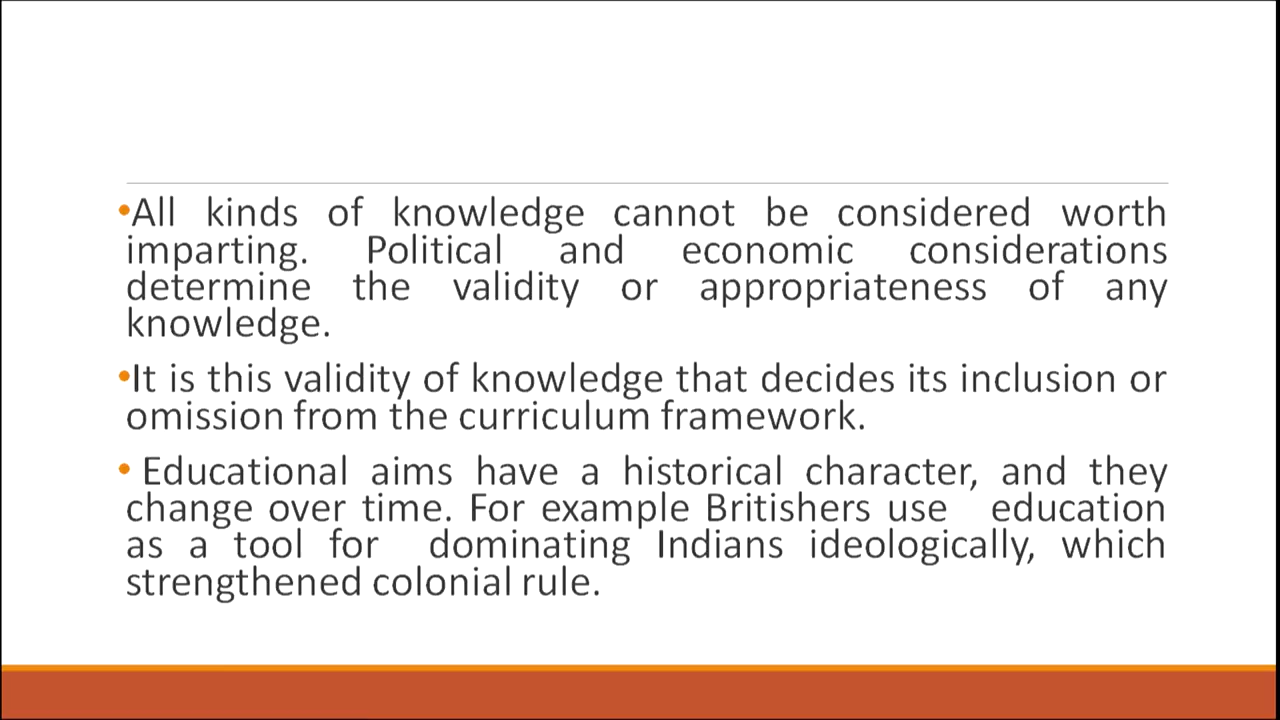 •All kinds of knowledge cannot be considered worth
imparting. Political and economic considerations
determine the validity or appropriateness of any
knowledge.
•It is this validity of knowledge that decides its inclusion or
omission from the curriculum framework.
• Educational aims have a historical character, and they
change over time. For example Britishers use education
as a tool for dominating Indians ideologically, which
strengthened colonial rule.